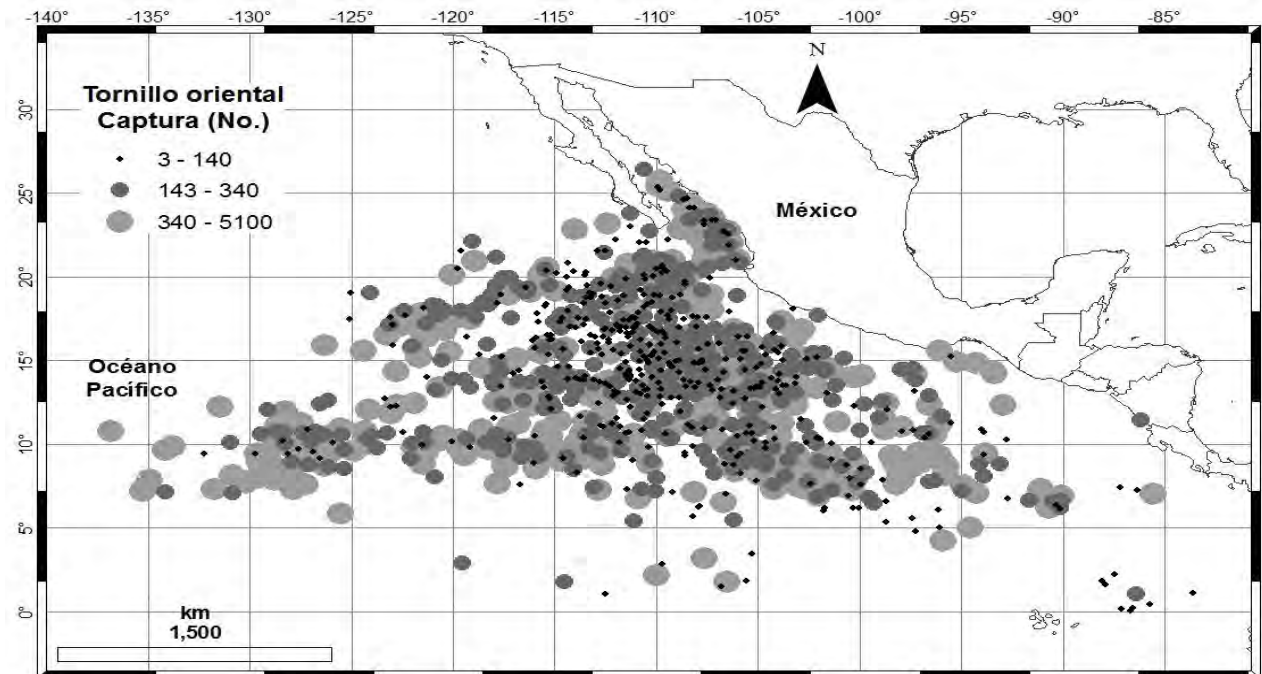 -140° -135° -130° -125° -120° -115° -110° -105° -100° -95° -90° -85°
Tornillo oriental
Captura (No.)
3 - 140
143 - 340
340 - 5100
N
México
Océano
Pacífico
30°
25°
20°
15°
10°
5°
0°
km
1,500